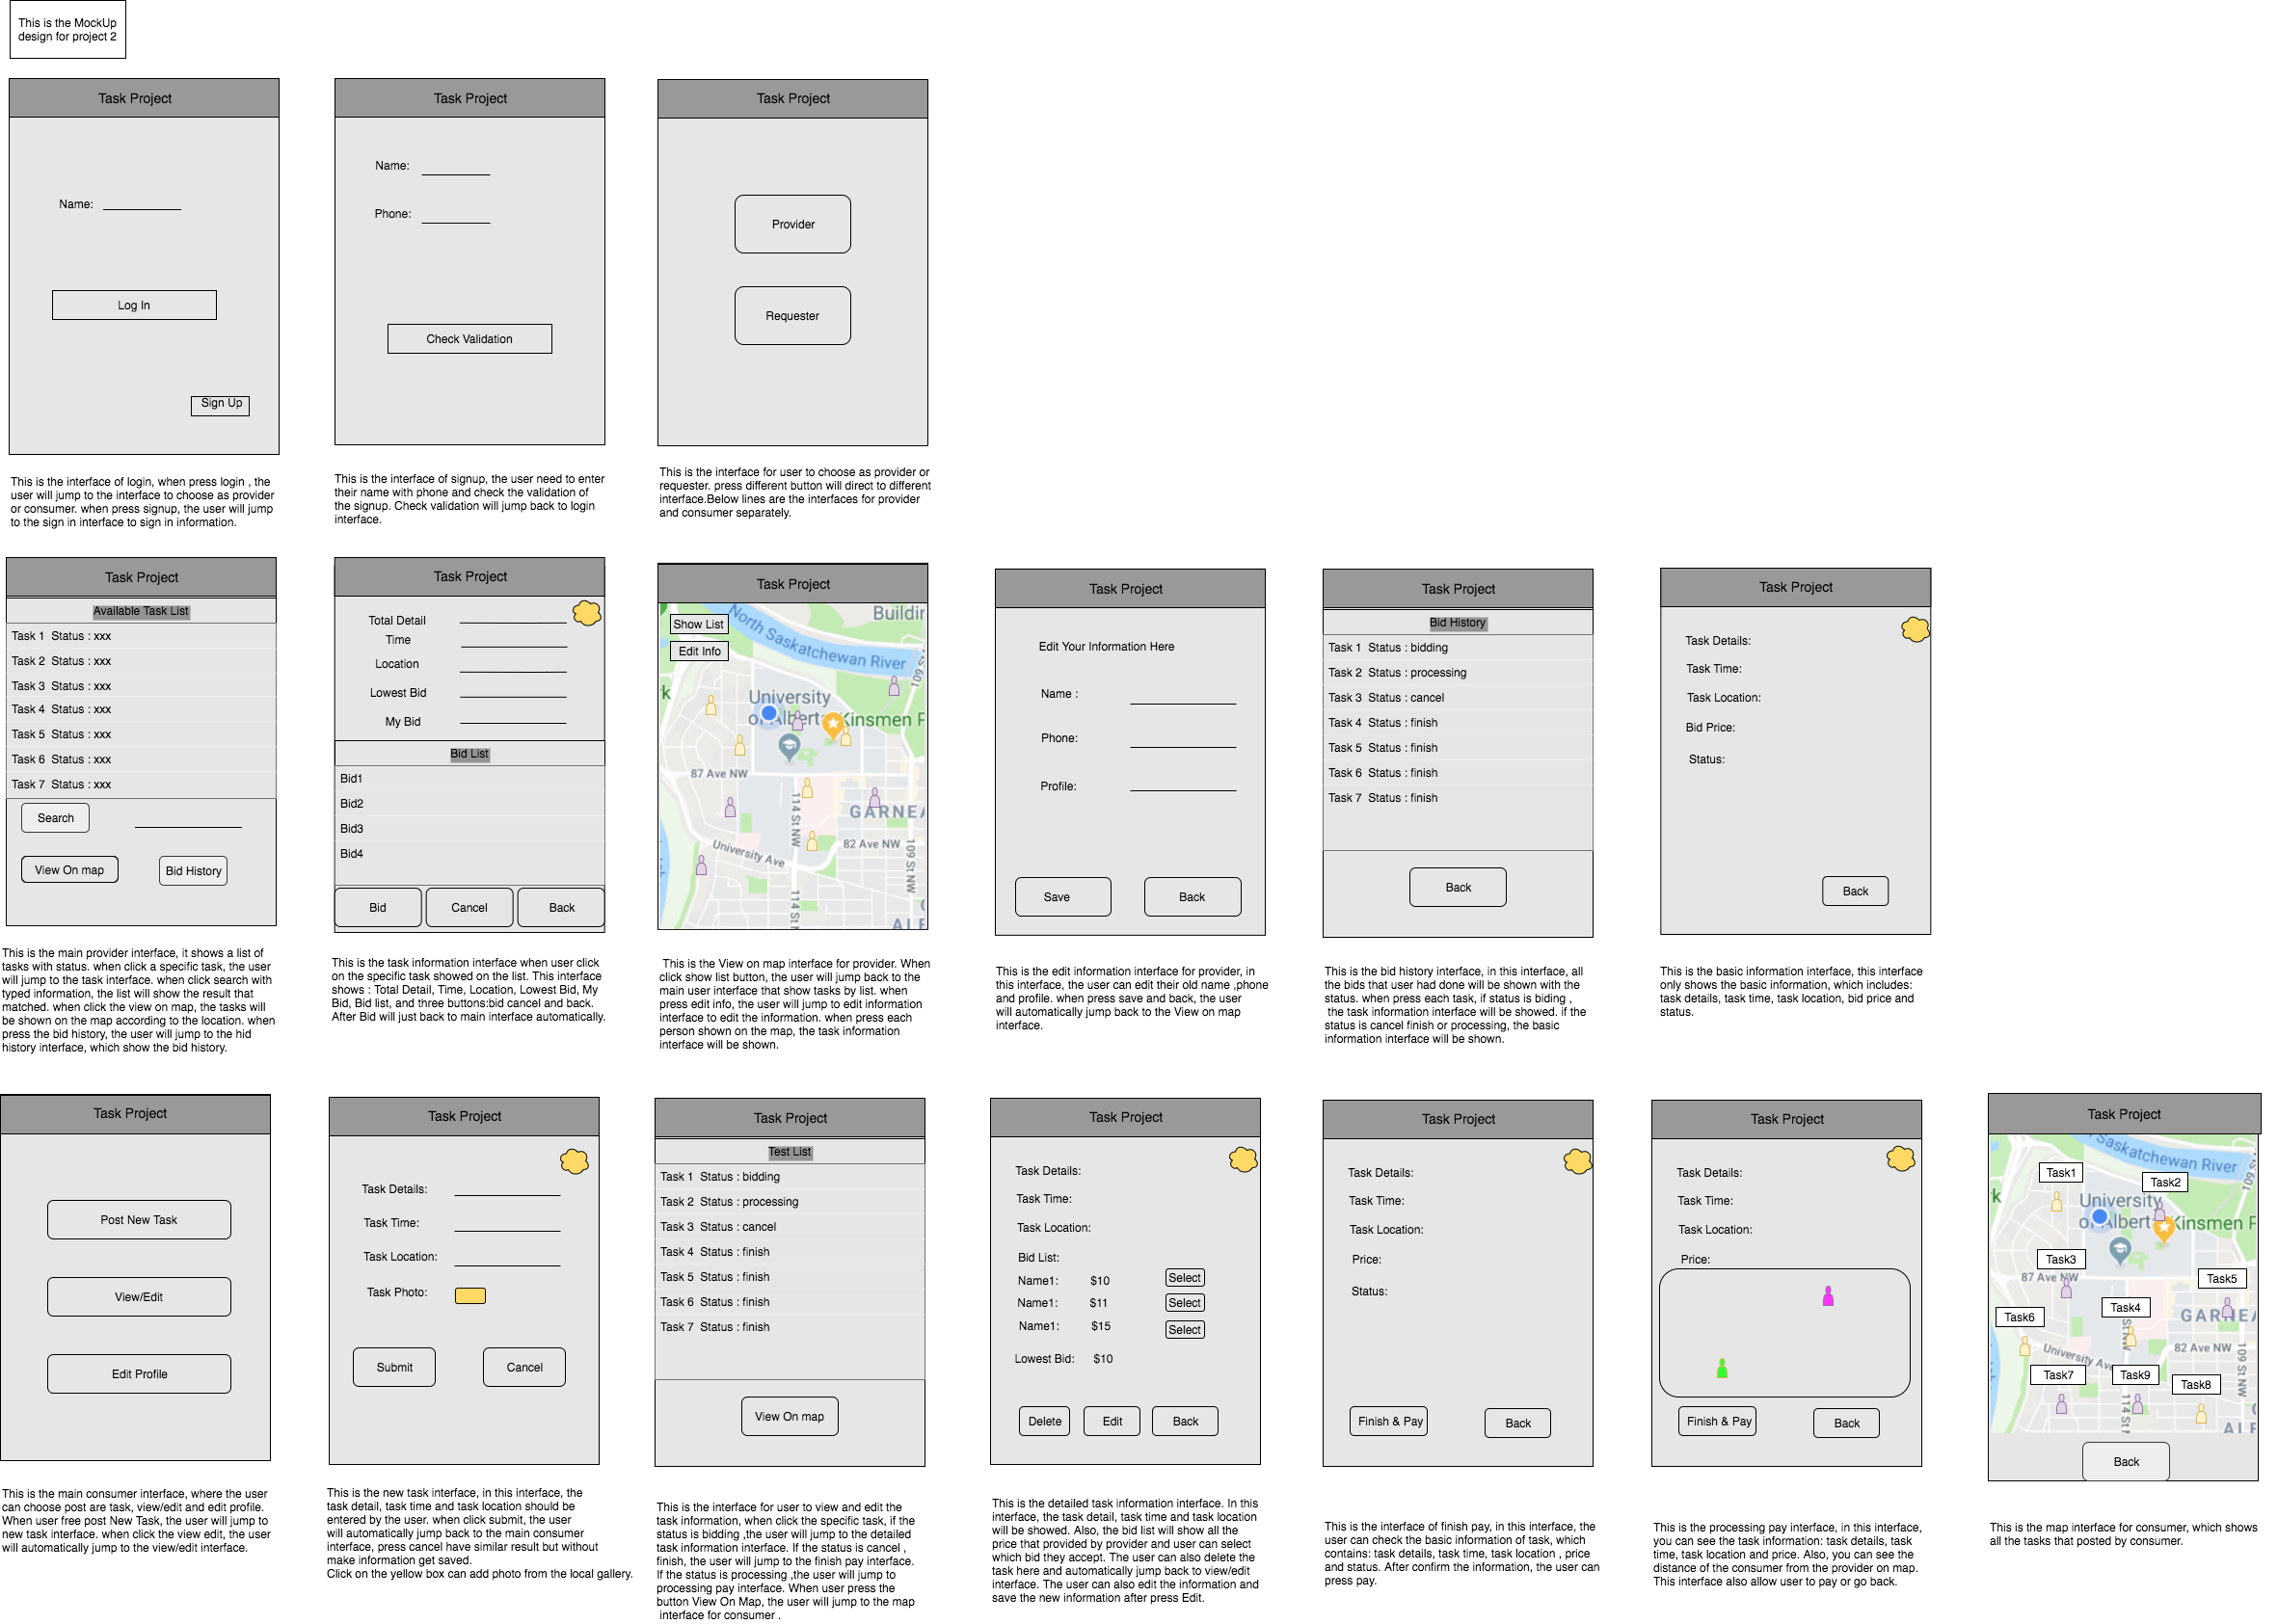 This is the MockUp
design for project 2
Task Project
Name:
Log In
Sign Up
This is the interface of login, when press login , the
user will jump to the interface to choose as provider
or consumer. when press signup, the user will jump
to the sign in interface to sign in information.
Task Project
Name:
Phone:
Check Validation
This is the interface of signup, the user need to enter
their name with phone and check the validation of
the signup. Check validation will jump back to login
interface.
Task Project
Provider
Requester
This is the interface for user to choose as provider or
requester. press different button will direct to different
interface.Below lines are the interfaces for provider
and consumer separately.
Task Project
Available Task List
Task 1 Status : xxx
Task 2 Status : xxx
Task 3 Status : xxx
Task 4 Status : xxx
Task 5 Status : xxx
Task 6 Status : xxx
Task 7 Status : xxx
Search
View On map
Bid History
This is the main provider interface, it shows a list of
tasks with status. when click a specific task, the user
will jump to the task interface. when click search with
typed information, the list will show the result that
matched. when click the view on map, the tasks will
be shown on the map according to the location. when
press the bid history, the user will jump to the hid
history interface, which show the bid history.
Task Project
Total Detail
Time
Location
Lowest Bid
My Bid
Bid List
Bid1
Bid2
Bid3
Bid4
Bid
Cancel
Back
This is the task information interface when user click
on the specific task showed on the list. This interface
shows : Total Detail, Time, Location, Lowest Bid, My
Bid, Bid list, and three buttons:bid cancel and back.
After Bid will just back to main interface automatically.
Task Project
Show List
Edit Info
Buildin
North Saskatchewan River
109 St
k
University
of Alberta
Kinsmen P
87 Ave NW
114 St NW
GARNEA
University Ave
82 Ave NW
109 St NW
114 St
ALE
This is the View on map interface for provider. When
click show list button, the user will jump back to the
main user interface that show tasks by list. when
press edit info, the user will jump to edit information
interface to edit the information. when press each
person shown on the map, the task information
interface will be shown.
Task Project
Edit Your Information Here
Name :
Phone:
Profile:
Save
Back
This is the edit information interface for provider, in
this interface, the user can edit their old name ,phone
and profile. when press save and back, the user
will automatically jump back to the View on map
interface.
Task Project
Bid History
Task 1 Status : bidding
Task 2 Status : processing
Task 3 Status : cancel
Task 4 Status : finish
Task 5 Status : finish
Task 6 Status : finish
Task 7 Status : finish
Back
This is the bid history interface, in this interface, all
the bids that user had done will be shown with the
status. when press each task, if status is biding ,
the task information interface will be showed. if the
status is cancel finish or processing, the basic
information interface will be shown.
Task Project
Task Details:
Task Time:
Task Location:
Bid Price:
Status:
Back
This is the basic information interface, this interface
only shows the basic information, which includes:
task details, task time, task location, bid price and
status.
Task Project
Post New Task
View/Edit
Edit Profile
This is the main consumer interface, where the user
can choose post are task, view/edit and edit profile.
When user free post New Task, the user will jump to
new task interface. when click the view edit, the user
will automatically jump to the view/edit interface.
Task Project
Task Details:
Task Time:
Task Location:
Task Photo:
Submit
Cancel
This is the new task interface, in this interface, the
task detail, task time and task location should be
entered by the user. when click submit, the user
will automatically jump back to the main consumer
interface, press cancel have similar result but without
make information get saved.
Click on the yellow box can add photo from the local gallery.
Task Project
Test List
Task 1 Status : bidding
Task 2 Status : processing
Task 3 Status : cancel
Task 4 Status : finish
Task 5 Status : finish
Task 6 Status : finish
Task 7 Status : finish
View On map
This is the interface for user to view and edit the
task information, when click the specific task, if the
status is bidding ,the user will jump to the detailed
task information interface. If the status is cancel ,
finish, the user will jump to the finish pay interface.
If the status is processing ,the user will jump to
processing pay interface. When user press the
button View On Map, the user will jump to the map
interface for consumer .
Task Project
Task Details:
Task Time:
Task Location:
Bid List:
Name1: $10 Select
Name1: $11 Select
Name1: $15 Select
Lowest Bid: $10
Delete
Edit
Back
This is the detailed task information interface. In this
interface, the task detail, task time and task location
will be showed. Also, the bid list will show all the
price that provided by provider and user can select
which bid they accept. The user can also delete the
task here and automatically jump back to view/edit
interface. The user can also edit the information and
save the new information after press Edit.
Task Project
Task Details:
Task Time:
Task Location:
Price:
Status:
Finish & Pay
Back
This is the interface of finish pay, in this interface, the
user can check the basic information of task, which
contains: task details, task time, task location , price
and status. After confirm the information, the user can
press pay.
Task Project
Task Details:
Task Time:
Task Location:
Price:
Finish & Pay
Back
This is the processing pay interface, in this interface,
you can see the task information: task details, task
time, task location and price. Also, you can see the
distance of the consumer from the provider on map.
This interface also allow user to pay or go back.
Task Project
Saskatchewan River
109 S
Task1
Task2
k
University
of Albert
Kinsmen F
Task3
87 Ave NW
Task5
Task4
GARNEA
Task6
University Ave
82 Ave NW
109 St NW
Task7
Task9
Task8
114 St
ALE
Back
This is the map interface for consumer, which shows
all the tasks that posted by consumer.